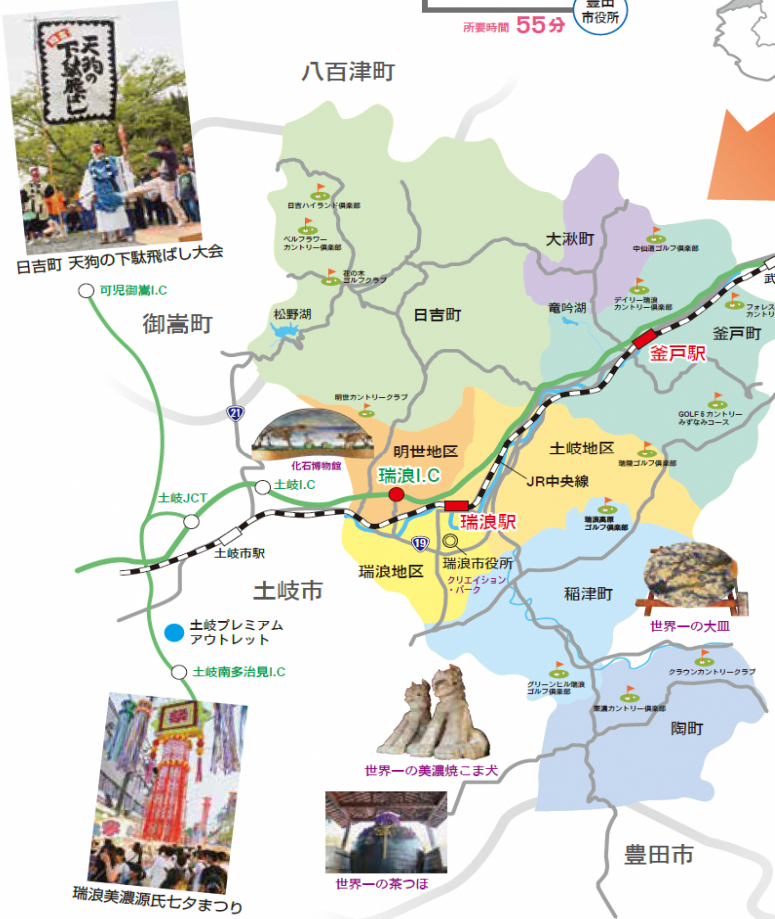 豊田
市役所
所要時間 55分
八百津町
天狗の
下駄飛ばし
日吉町 天狗の下駄飛ばし大会
可児御嵩I.C
御嵩町
日吉ハイランド倶楽部
ベルフラワー
カントリー倶楽部
花の木
ゴルフクラブ
松野湖
日吉町
大湫町
中仙道ゴルフ倶楽部
デイリー瑞浪
カントリー倶楽部
竜吟湖
武
フォレス
カントリ
釜戸町
釜戸駅
21
明世カントリークラブ
GOLF5カントリー
みずなみコース
化石博物館
明世地区
土岐地区
瑞陵ゴルフ倶楽部
瑞浪I.C
JR中央線
土岐I.C
土岐JCT
瑞浪駅
瑞浪高原
ゴルフ倶楽部
土岐市駅
19
瑞浪市役所
瑞浪地区
クリエイション
・パーク
土岐市
稲津町
世界一の大皿
土岐プレミアム
アウトレット
土岐南多治見I.C
クラウンカントリークラブ
グリーンヒル瑞浪
ゴルフ倶楽部
東濃カントリー倶楽部
陶町
祭
世界一の美濃焼こま犬
世界一の茶つぼ
豊田市
瑞浪美濃源氏七夕まつり